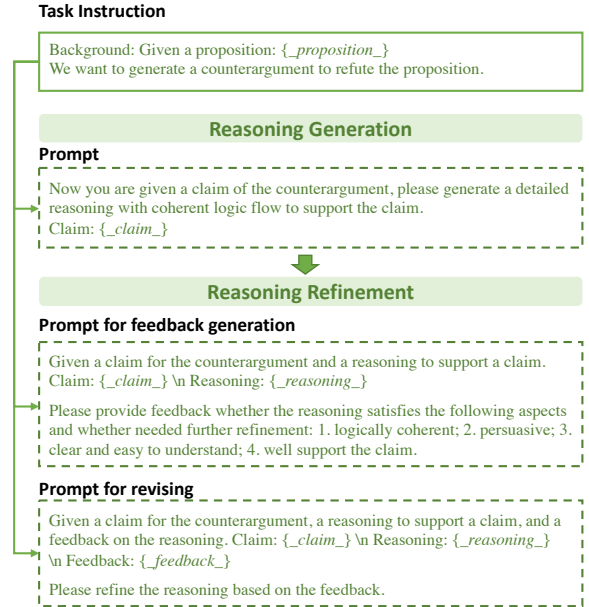 Task Instruction
Background: Given a proposition: {_proposition_}
We want to generate a counterargument to refute the proposition.
Reasoning Generation
Prompt
Now you are given a claim of the counterargument, please generate a detailed
reasoning with coherent logic flow to support the claim.
Claim: {_claim_}
Reasoning Refinement
Prompt for feedback generation
Given a claim for the counterargument and a reasoning to support a claim.
Claim: {_claim_} \n Reasoning: {_reasoning_}
Please provide feedback whether the reasoning satisfies the following aspects
and whether needed further refinement: 1. logically coherent; 2. persuasive; 3.
clear and easy to understand; 4. well support the claim.
Prompt for revising
Given a claim for the counterargument, a reasoning to support a claim, and a
feedback on the reasoning. Claim: {_claim_} \n Reasoning: {_reasoning_}
\n Feedback: {_feedback_}
Please refine the reasoning based on the feedback.